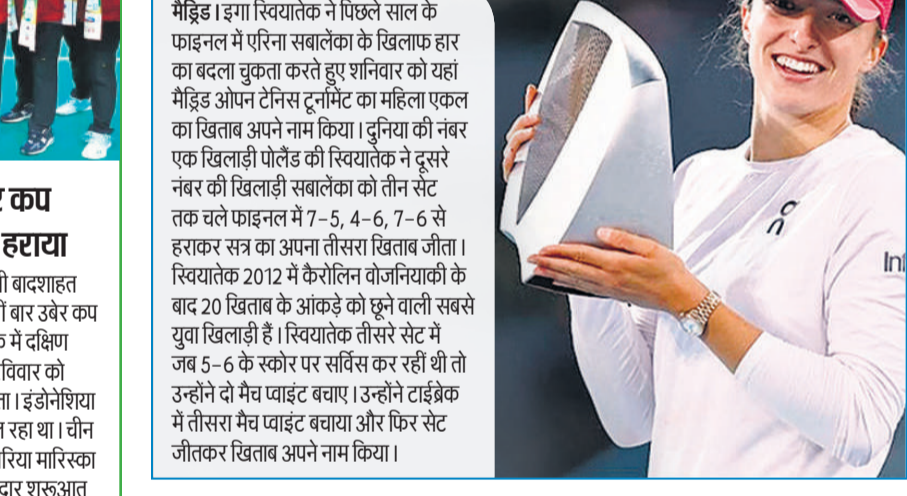 र कप
हराया
ी बादशाहत
ीं बार उबेर कप
में दक्षिण
विवार को
ता। इंडोनेशिया
रहा था। चीन
रिया मारिस्का
दार शुरूआत
मैड्रिड। इगा स्वियातेक ने पिछले साल के
फाइनल में एरिना सबालेंका के खिलाफ हार
का बदला चुकता करते हुए शनिवार को यहां
मैड्रिड ओपन टेनिस टूर्नामेंट का महिला एकल
का खिताब अपने नाम किया। दुनिया की नंबर
एक खिलाड़ी पोलैंड की स्वियातेक ने दूसरे
नंबर की खिलाड़ी सबालेंका को तीन सेट
तक चले फाइनल में 7-5, 4-6, 7-6 से
हराकर सत्र का अपना तीसरा खिताब जीता।
स्वियातेक 2012 में कैरोलिन वोजनियाकी के
बाद 20 खिताब के आंकड़े को छूने वाली सबसे
युवा खिलाड़ी हैं। स्वियातेक तीसरे सेट में
जब 5-6 के स्कोर पर सर्विस कर रहीं थी तो
उन्होंने दो मैच प्वाइंट बचाए। उन्होंने टाईब्रेक
में तीसरा मैच प्वाइंट बचाया और फिर सेट
जीतकर खिताब अपने नाम किया।
on
Inf